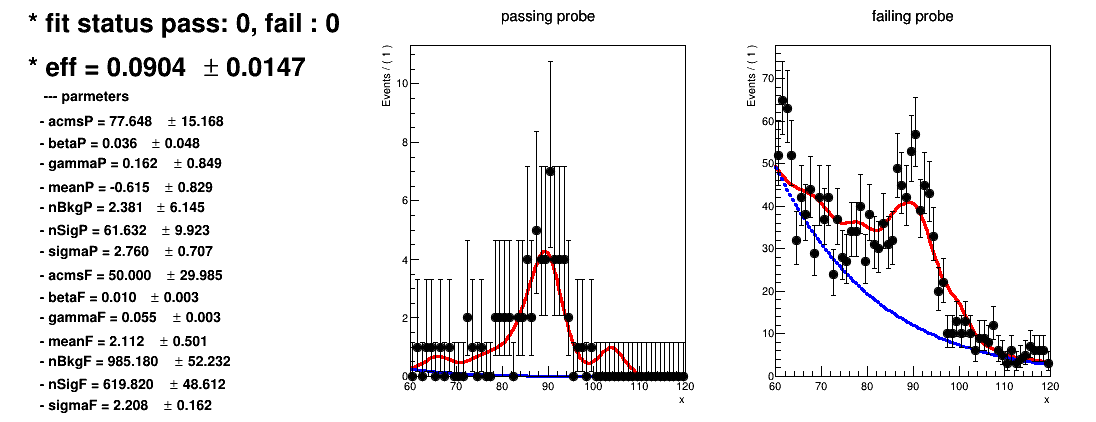 * fit status pass: 0, fail : 0
* eff = 0.0904 ± 0.0147
--- parmeters
- acmsP = 77.648 ± 15.168
- betaP = 0.036 ± 0.048
- gammaP = 0.162 ± 0.849
- meanP = -0.615 ± 0.829
- nBkgP = 2.381 ± 6.145
- nSigP = 61.632 ± 9.923
- sigmaP = 2.760 ± 0.707
- acmsF = 50.000 ± 29.985
- betaF = 0.010 ± 0.003
- gammaF = 0.055 ± 0.003
- meanF = 2.112 ± 0.501
- nBkgF = 985.180 ± 52.232
- nSigF = 619.820 ± 48.612
- sigmaF = 2.208 ± 0.162
passing probe
Events / ( 1 )
10
8
6
4
2
0
60 70 80 90 100 110 120
x
failing probe
Events / ( 1 )
70
60
50
40
30
20
10
0
60 70 80 90 100 110 120
x